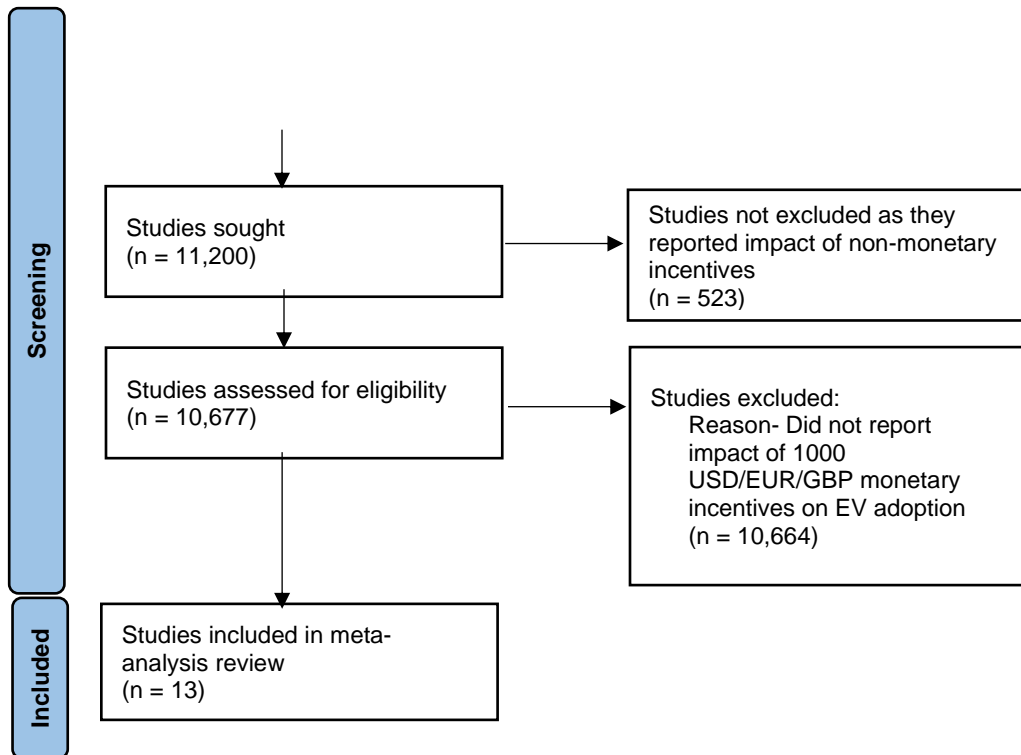 Screening
Studies sought
(n = 11,200)
Studies not excluded as they
reported impact of non-monetary
incentives
(n = 523)
Studies assessed for eligibility
(n = 10,677)
Studies excluded:
Reason- Did not report
impact of 1000
USD/EUR/GBP monetary
incentives on EV adoption
(n = 10,664)
Included
Studies included in meta-
analysis review
(n = 13)